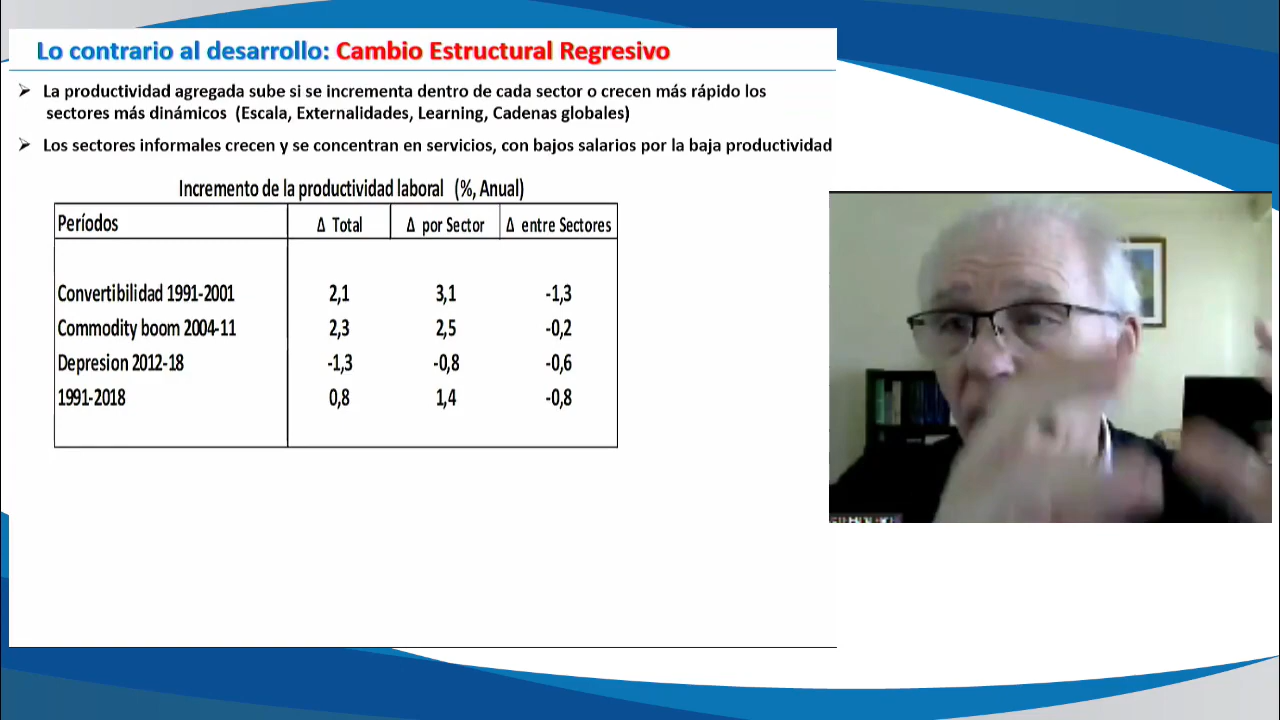 Lo contrario al desarrollo: Cambio Estructural Regresivo
➢ La productividad agregada sube si se incrementa dentro de cada sector o crecen más rápido los
sectores más dinámicos (Escala, Externalidades, Learning, Cadenas globales)
➢ Los sectores informales crecen y se concentran en servicios, con bajos salarios por la baja productividad
Incremento de la productividad laboral (%, Anual)
Períodos Δ Total Δ por Sector Δ entre Sectores
Convertibilidad 1991-2001 2,1 3,1 -1,3
Commodity boom 2004-11 2,3 2,5 -0,2
Depresion 2012-18 -1,3 -0,8 -0,6
1991-2018 0,8 1,4 -0,8